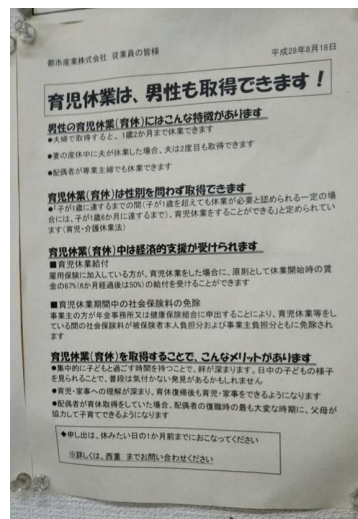 都市産業株式会社 従業員の皆様
平成28年8月18日
育児休業は、男性も取得できます！
男性の育児休業(育休)にはこんな特徴があります
●夫婦で取得すると、1歳2か月まで休業できます
●妻の産休中に夫が休業した場合、夫は2度目も取得できます
●配偶者が専業主婦でも休業できます
育児休業(育休)は性別を問わず取得できます
●「子が1歳に達するまでの間(子が1歳を超えても休業が必要と認められる一定の場
合には、子が1歳6か月に達するまで)、育児休業をすることができる」と定められてい
ます(育児・介護休業法)
育児休業(育休)中は経済的支援が受けられます
■育児休業給付
雇用保険に加入している方が、育児休業をした場合に、原則として休業開始時の賃
金の67%(6か月経過後は50%)の給付を受けることができます
■育児休業期間中の社会保険料の免除
事業主の方が年金事務所又は健康保険組合に申出することにより、育児休業等をし
ている間の社会保険料が被保険者本人負担分および事業主負担分ともに免除され
ます
育児休業(育休)を取得することで、こんなメリットがあります
●集中的に子どもと過ごす時間を持つことで、絆が深まります。日中の子どもの様子
を見られることで、普段は気付かない発見があるかもしれません
●育児・家事への理解が深まり、育休復帰後も育児・家事をできるようになります
●配偶者が育休取得をしていた場合、配偶者の復職時の最も大変な時期に、父母が
協力して子育てできるようになります
◆申し出は、休みたい日の1か月前までにおこなってください
※詳しくは、西薗 までお問い合わせください